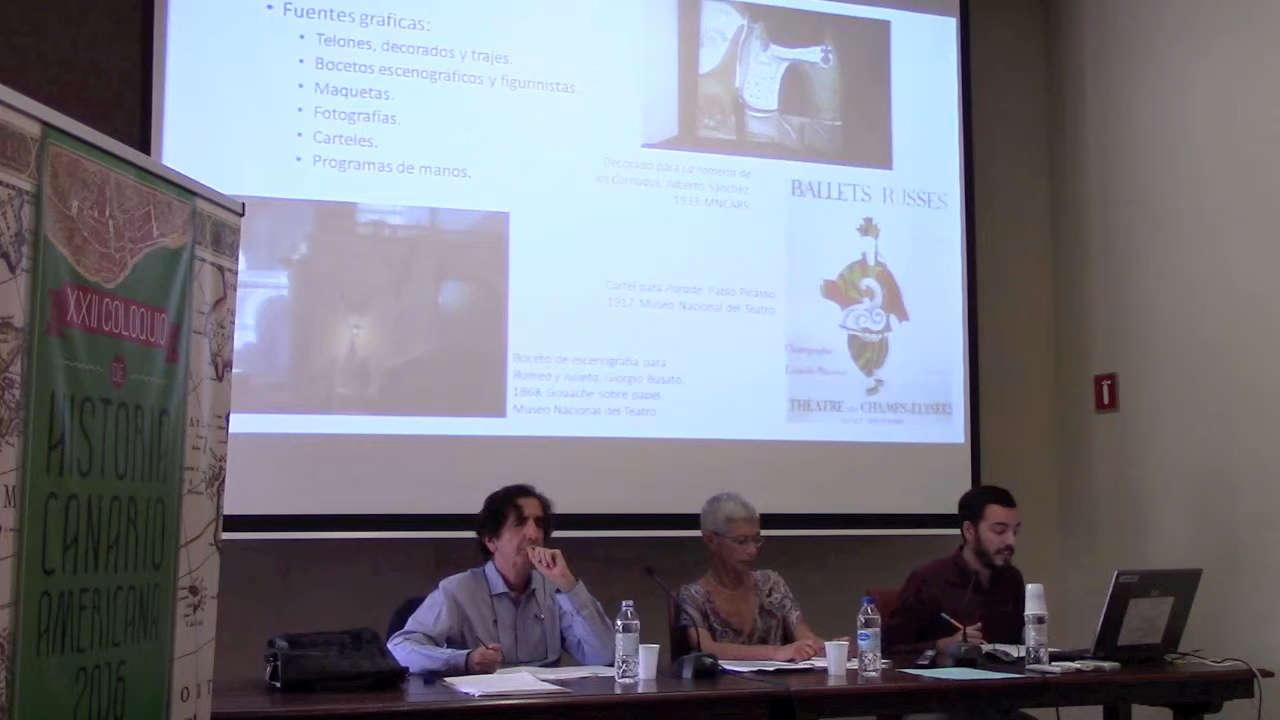 • Fuentes gráficas:
• Telones, decorados y trajes.
• Bocetos escenográficos y figurinistas.
• Maquetas.
• Fotografías.
• Carteles.
• Programas de manos.
Decorado para La romería de
los Cornudos. Alberto Sánchez.
1933. MNCARS.
BALLETS RUSSES
Cartel para Parade. Pablo Picasso.
1917. Museo Nacional del Teatro.
THÉATRE DES CHAMPS-ELYSEES
Boceto de escenografía para
Romeo y Julieta. Giorgio Busato.
1868. Gouache sobre papel.
Museo Nacional del Teatro.
XXII COLOQUIO
DE
HISTORIA
CANARIO
AMERICANA
2016